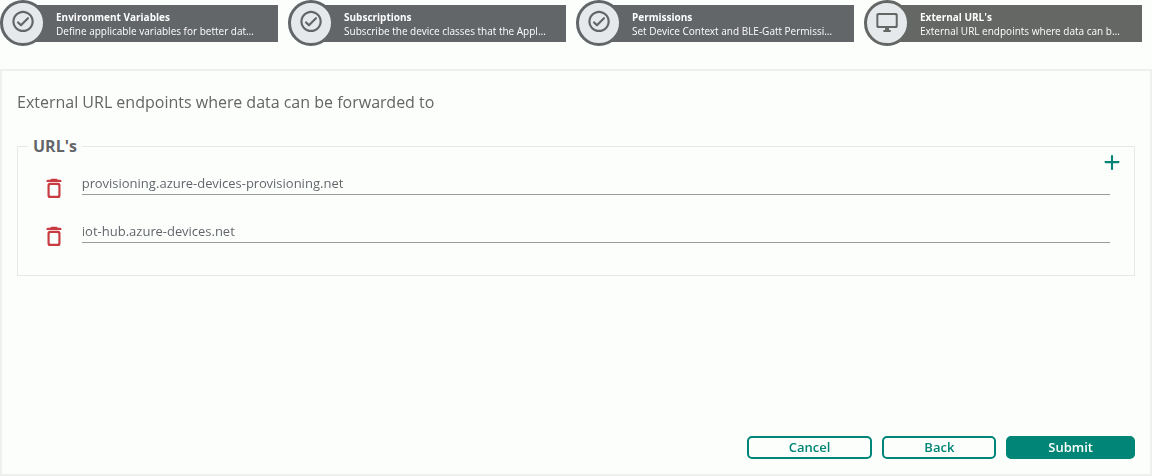 Environment Variables
Define applicable variables for better dat...
Subscriptions
Subscribe the device classes that the Appl...
Permissions
Set Device Context and BLE-Gatt Permissi...
External URL's
External URL endpoints where data can b...
External URL endpoints where data can be forwarded to
URL's
provisioning.azure-devices-provisioning.net
iot-hub.azure-devices.net
Cancel
Back
Submit